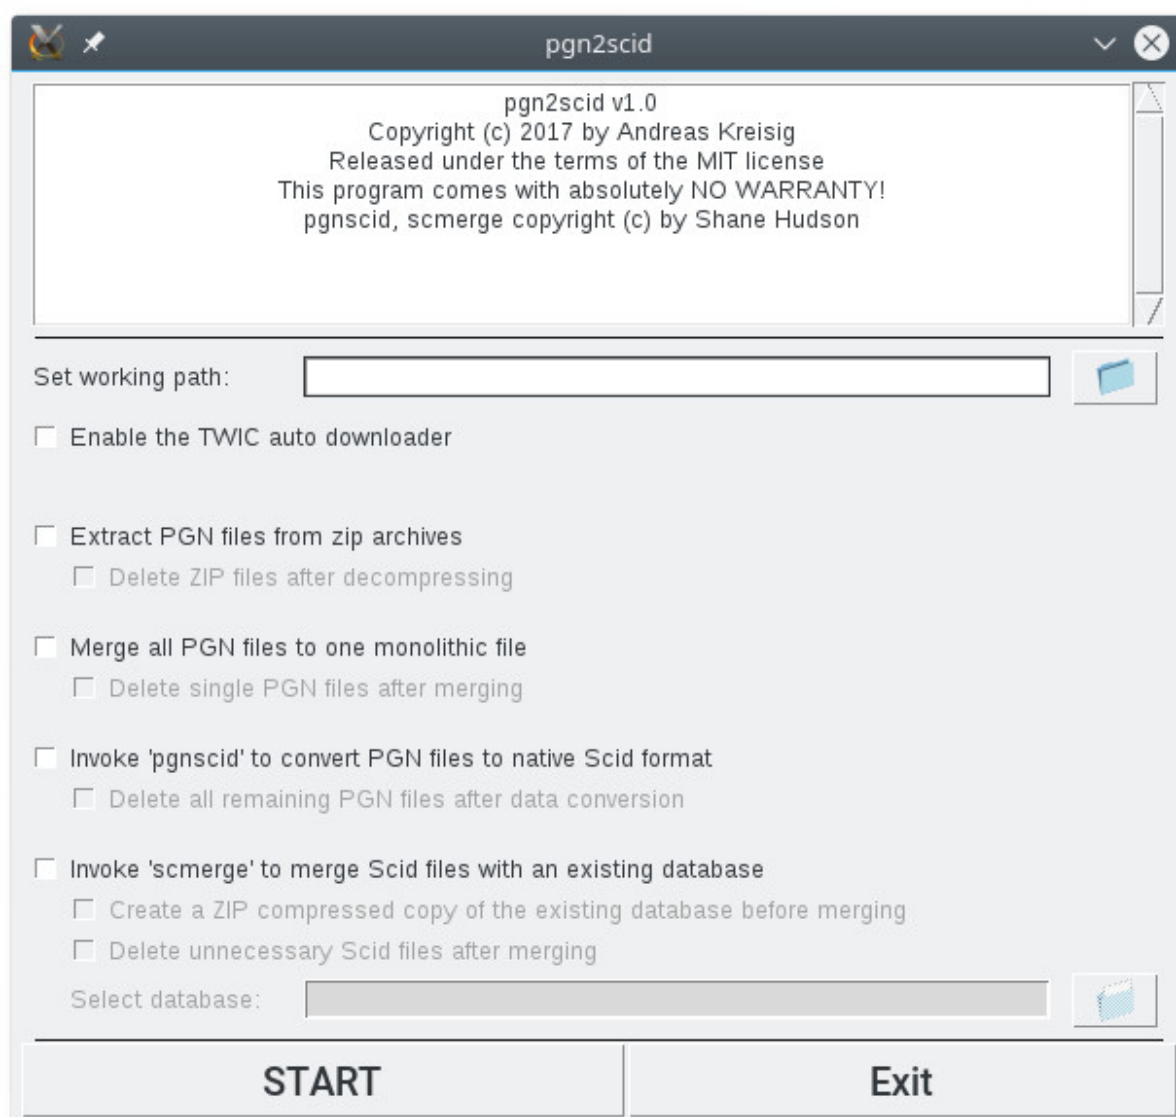 pgn2scid
pgn2scid v1.0
Copyright (c) 2017 by Andreas Kreisig
Released under the terms of the MIT license
This program comes with absolutely NO WARRANTY!
pgnscid, scmerge copyright (c) by Shane Hudson
Set working path:
Enable the TWIC auto downloader
Extract PGN files from zip archives
Delete ZIP files after decompressing
Merge all PGN files to one monolithic file
Delete single PGN files after merging
Invoke 'pgnscid' to convert PGN files to native Scid format
Delete all remaining PGN files after data conversion
Invoke 'scmerge' to merge Scid files with an existing database
Create a ZIP compressed copy of the existing database before merging
Delete unnecessary Scid files after merging
Select database:
START Exit